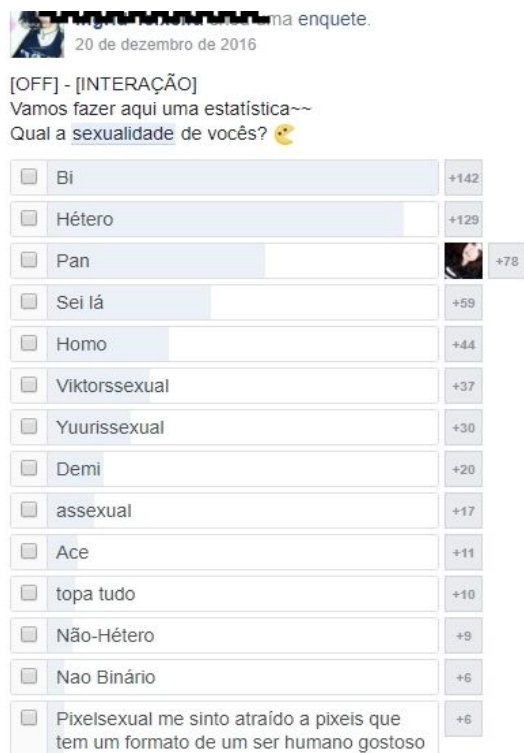 ma enquete.
20 de dezembro de 2016
[OFF] - [INTERAÇÃO]
Vamos fazer aqui uma estatística~~
Qual a sexualidade de vocês?
Bi +142
Hétero +129
Pan +78
Sei lá +59
Homo +44
Viktorssexual +37
Yuurissexual +30
Demi +20
assexual +17
Ace +11
topa tudo +10
Não-Hétero +9
Nao Binário +6
Pixelsexual me sinto atraído a pixeis que +6
tem um formato de um ser humano gostoso